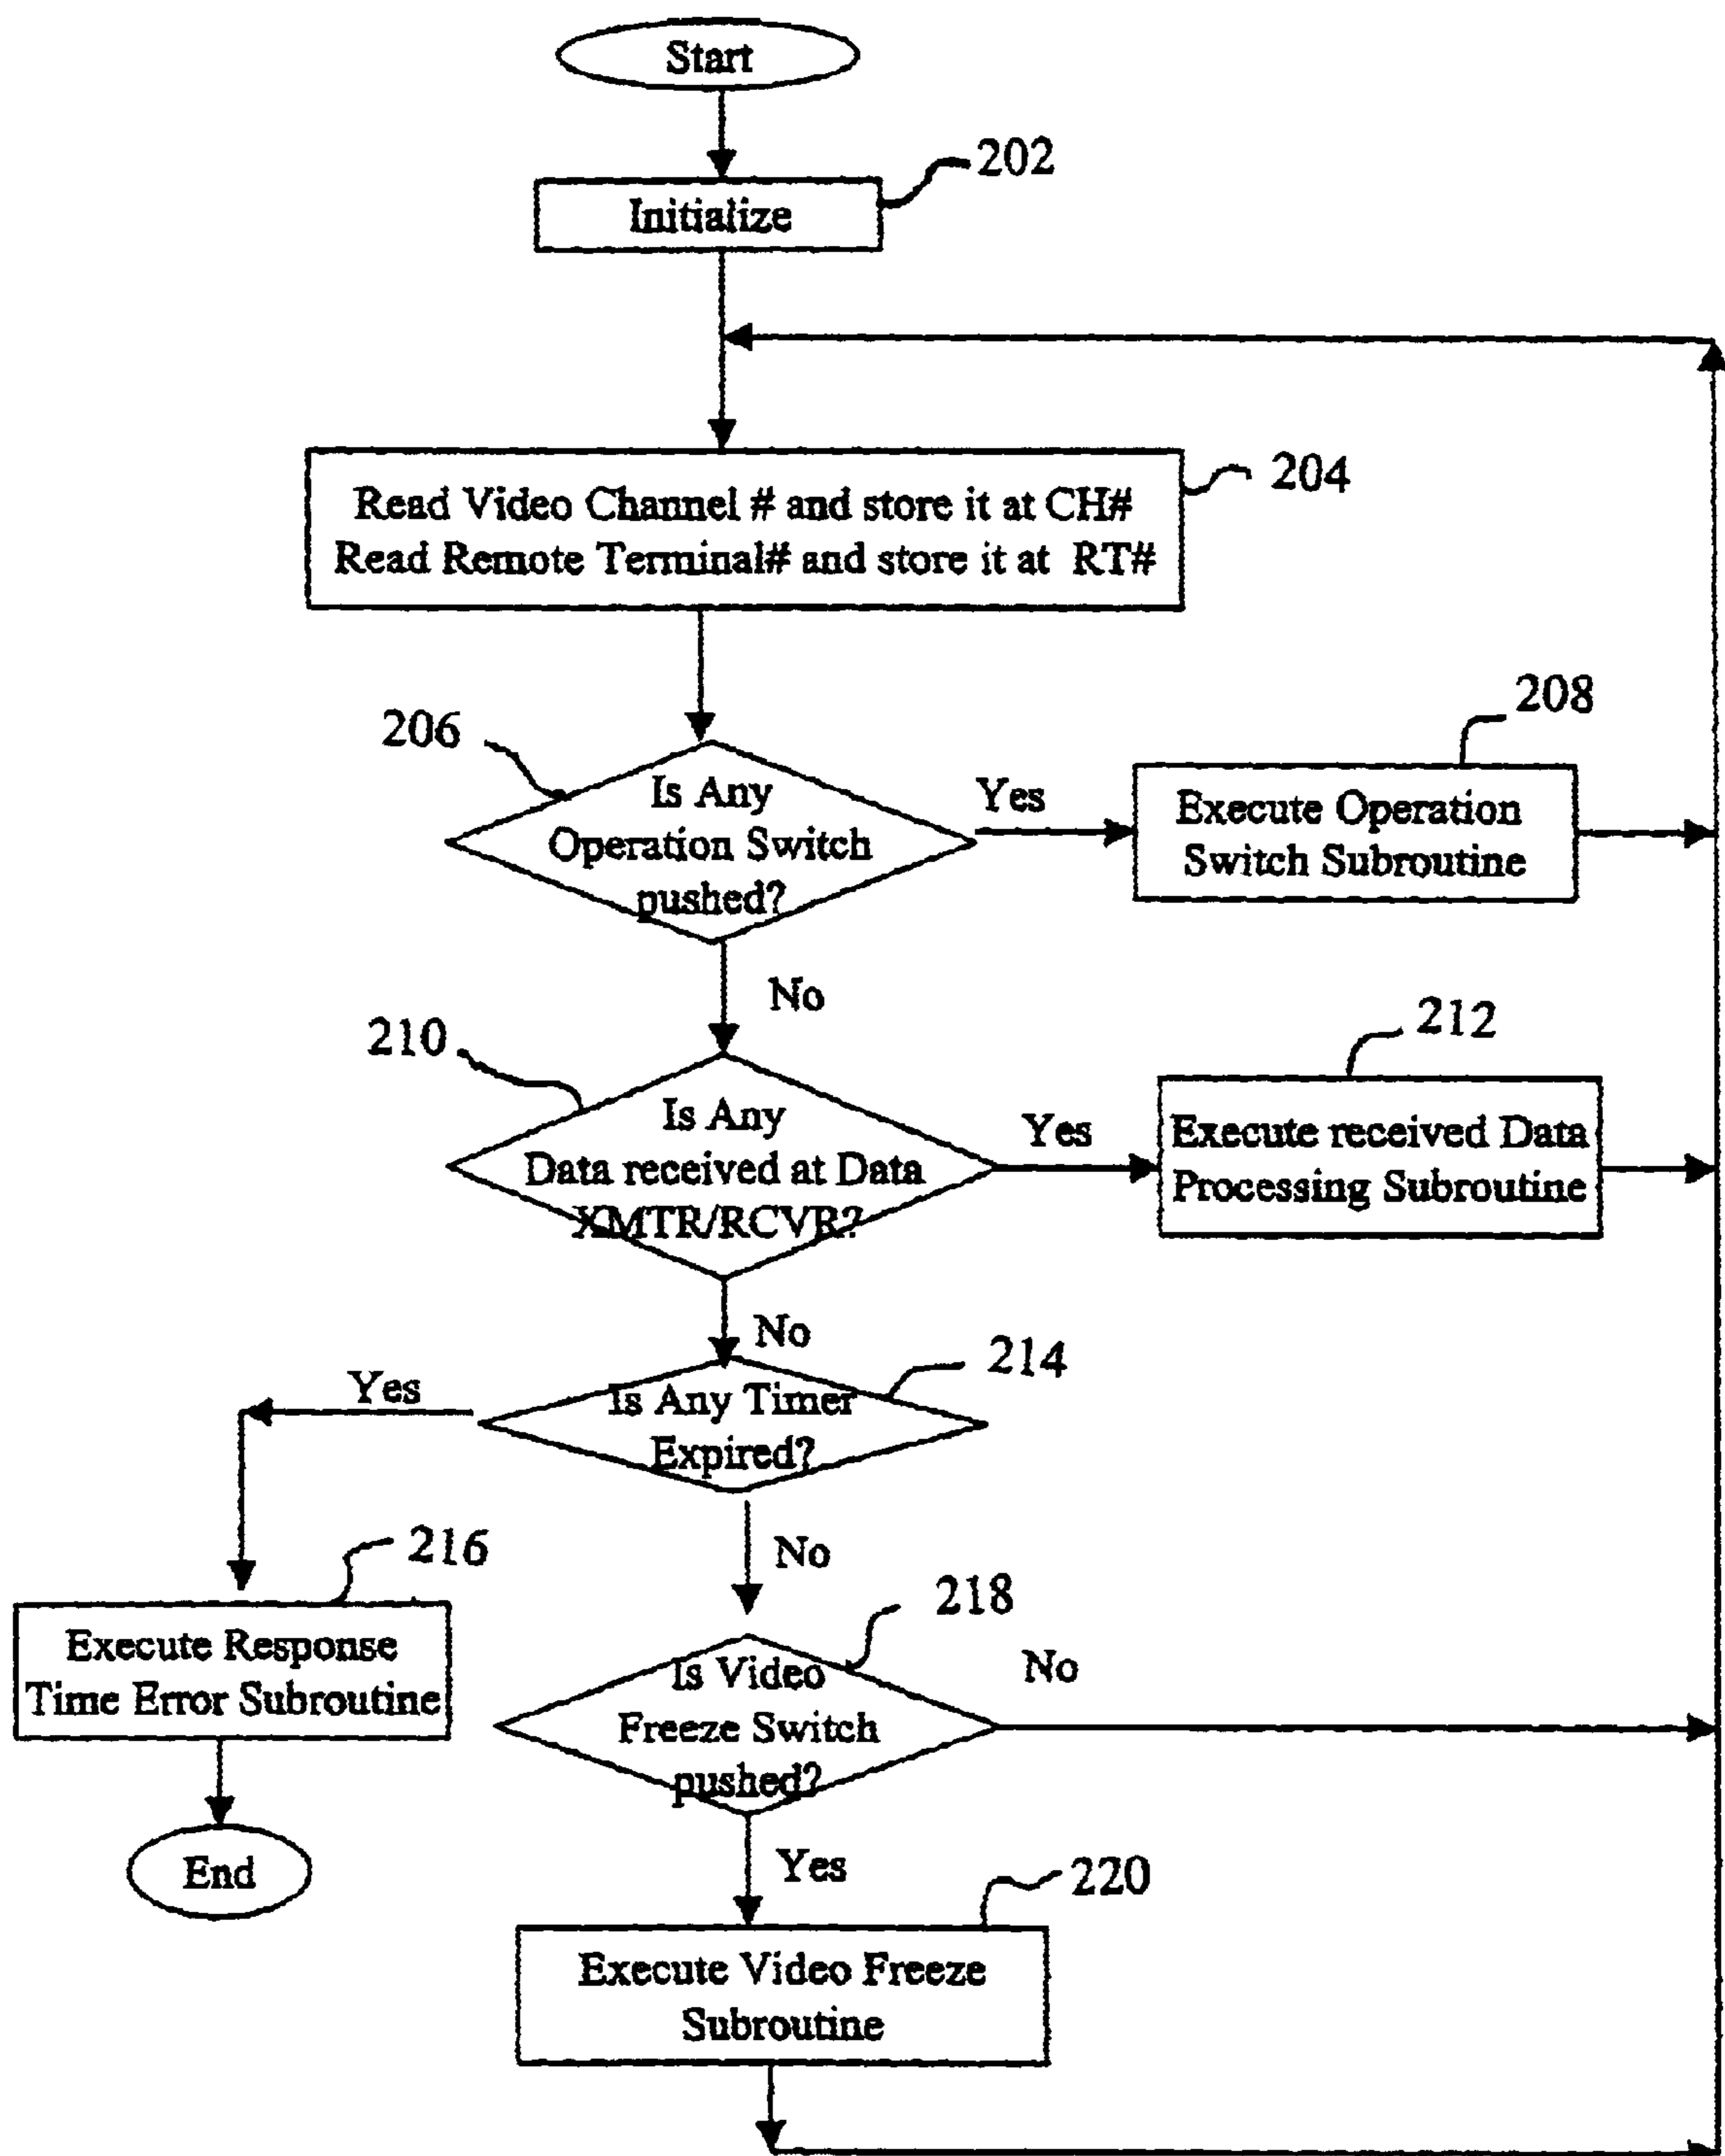 Start
202
Initialize
204
Read Video Channel # and store it at CH#
Read Remote Terminal# and store it at RT#
206
Is Any
Operation Switch
pushed?
Yes
208
Execute Operation
Switch Subroutine
No
210
Is Any
Data received at Data
XMTR/RCVR?
Yes
212
Execute received Data
Processing Subroutine
No
214
Is Any Timer
Expired?
Yes
216
Execute Response
Time Error Subroutine
End
No
218
Is Video
Freeze Switch
pushed?
No
Yes
220
Execute Video Freeze
Subroutine